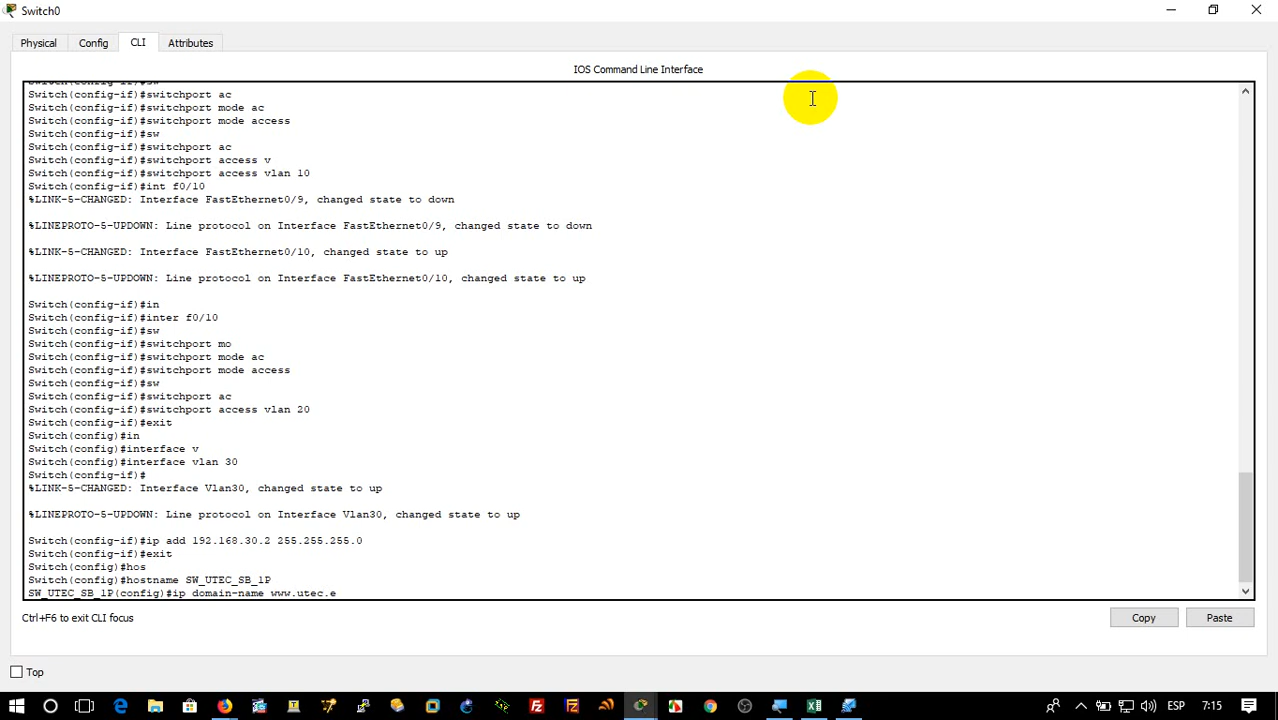 Switch0
Physical Config CLI Attributes
IOS Command Line Interface
Switch(config-if)#switchport ac
Switch(config-if)#switchport mode ac
Switch(config-if)#switchport mode access
Switch(config-if)#sw
Switch(config-if)#switchport ac
Switch(config-if)#switchport access v
Switch(config-if)#switchport access vlan 10
Switch(config-if)#int f0/10
%LINK-5-CHANGED: Interface FastEthernet0/9, changed state to down
%LINEPROTO-5-UPDOWN: Line protocol on Interface FastEthernet0/9, changed state to down
%LINK-5-CHANGED: Interface FastEthernet0/10, changed state to up
%LINEPROTO-5-UPDOWN: Line protocol on Interface FastEthernet0/10, changed state to up
Switch(config-if)#in
Switch(config-if)#inter f0/10
Switch(config-if)#sw
Switch(config-if)#switchport mo
Switch(config-if)#switchport mode ac
Switch(config-if)#switchport mode access
Switch(config-if)#sw
Switch(config-if)#switchport ac
Switch(config-if)#switchport access vlan 20
Switch(config-if)#exit
Switch(config)#in
Switch(config)#interface v
Switch(config)#interface vlan 30
Switch(config-if)#
%LINK-5-CHANGED: Interface Vlan30, changed state to up
%LINEPROTO-5-UPDOWN: Line protocol on Interface Vlan30, changed state to up
Switch(config-if)#ip add 192.168.30.2 255.255.255.0
Switch(config-if)#exit
Switch(config)#hos
Switch(config)#hostname SW_UTEC_SB_1P
SW_UTEC_SB_1P(config)#ip domain-name www.utec.e
Ctrl+F6 to exit CLI focus
Copy Paste
Top
ESP 7:15